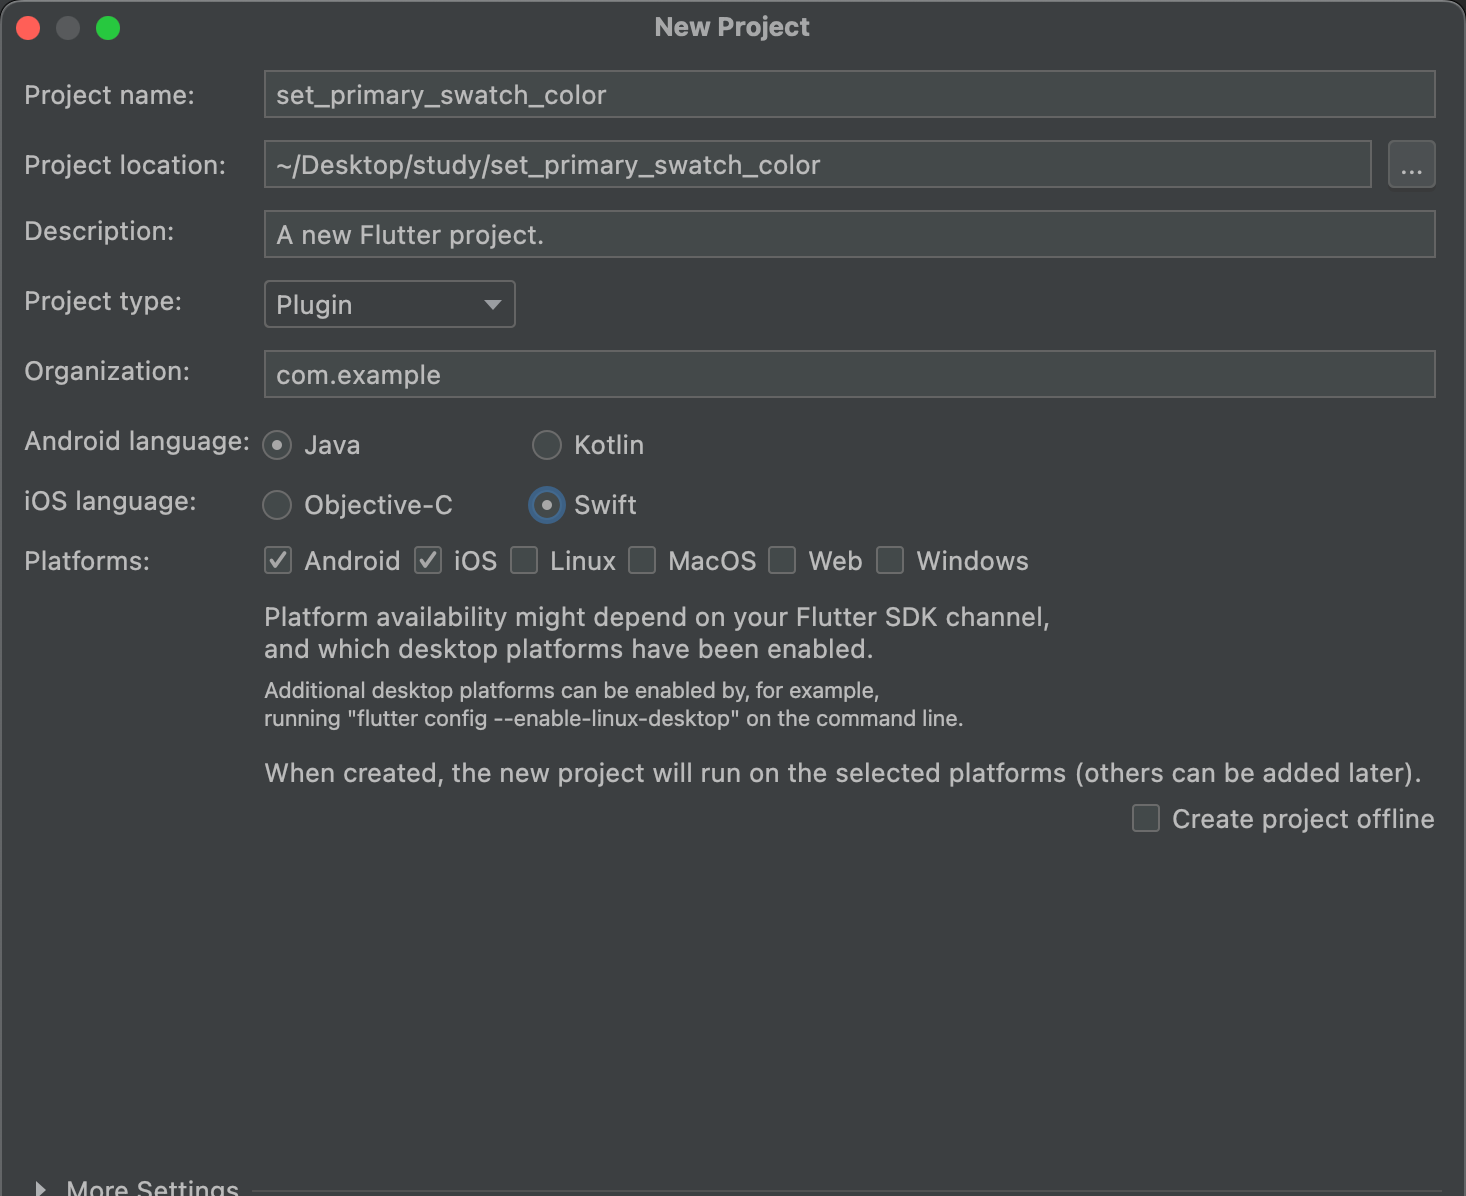 New Project
Project name: set_primary_swatch_color
Project location: ~/Desktop/study/set_primary_swatch_color ...
Description: A new Flutter project.
Project type: Plugin
Organization: com.example
Android language: Java Kotlin
iOS language: Objective-C Swift
Platforms: Android iOS Linux MacOS Web Windows
Platform availability might depend on your Flutter SDK channel,
and which desktop platforms have been enabled.
Additional desktop platforms can be enabled by, for example,
running "flutter config --enable-linux-desktop" on the command line.
When created, the new project will run on the selected platforms (others can be added later).
Create project offline
More Settings